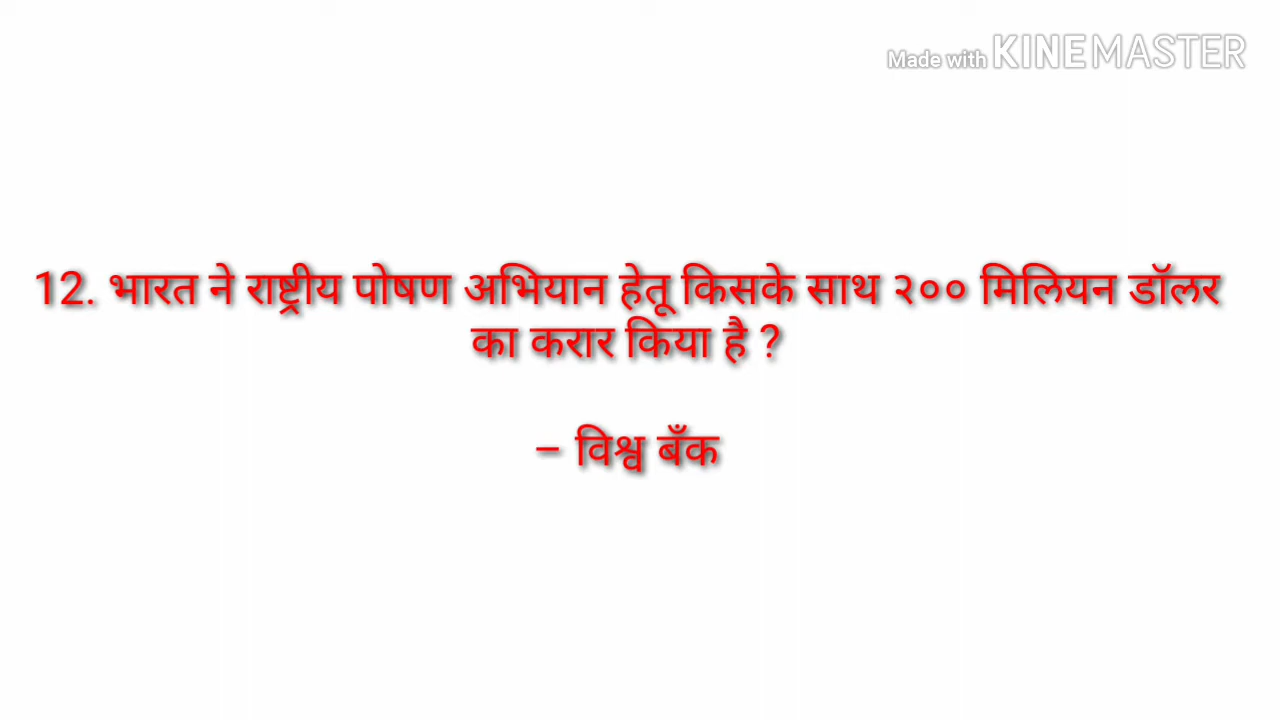 Made with KINEMASTER
12. भारत ने राष्ट्रीय पोषण अभियान हेतू किसके साथ २०० मिलियन डॉलर
का करार किया है ?
– विश्व बँक